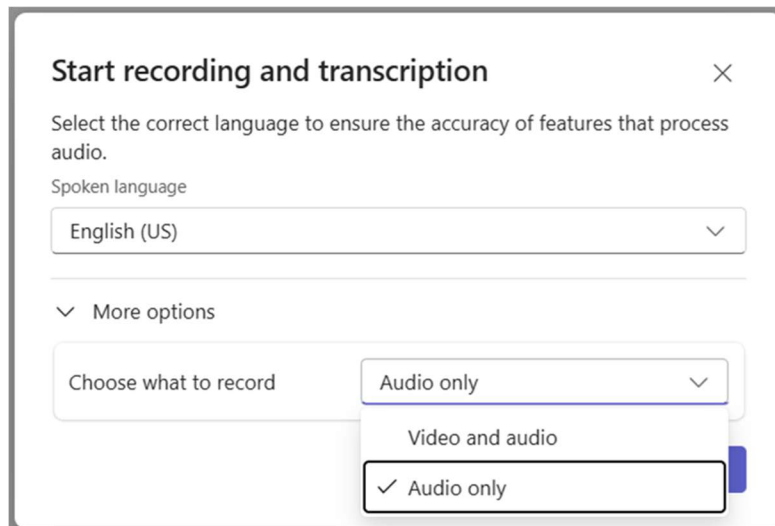 Start recording and transcription
Select the correct language to ensure the accuracy of features that process
audio.
Spoken language
English (US)
More options
Choose what to record
Audio only
Video and audio
Audio only